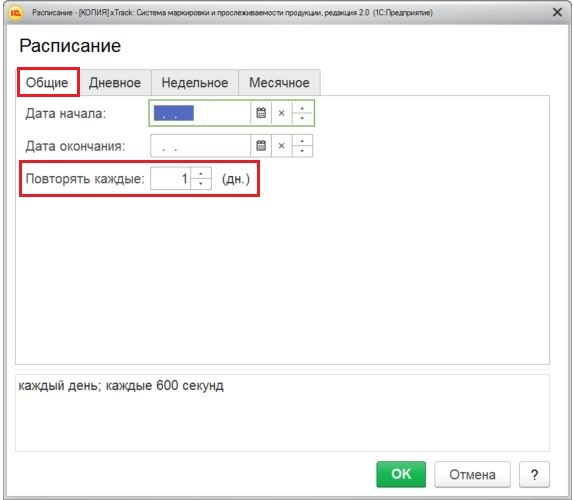 Расписание - [КОПИЯ] xTrack: Система маркировки и прослеживаемости продукции, редакция 2.0 (1С:Предприятие)
Расписание
Общие Дневное Недельное Месячное
Дата начала: . .
Дата окончания: . .
Повторять каждые: 1 (дн.)
каждый день; каждые 600 секунд
OK Отмена ?